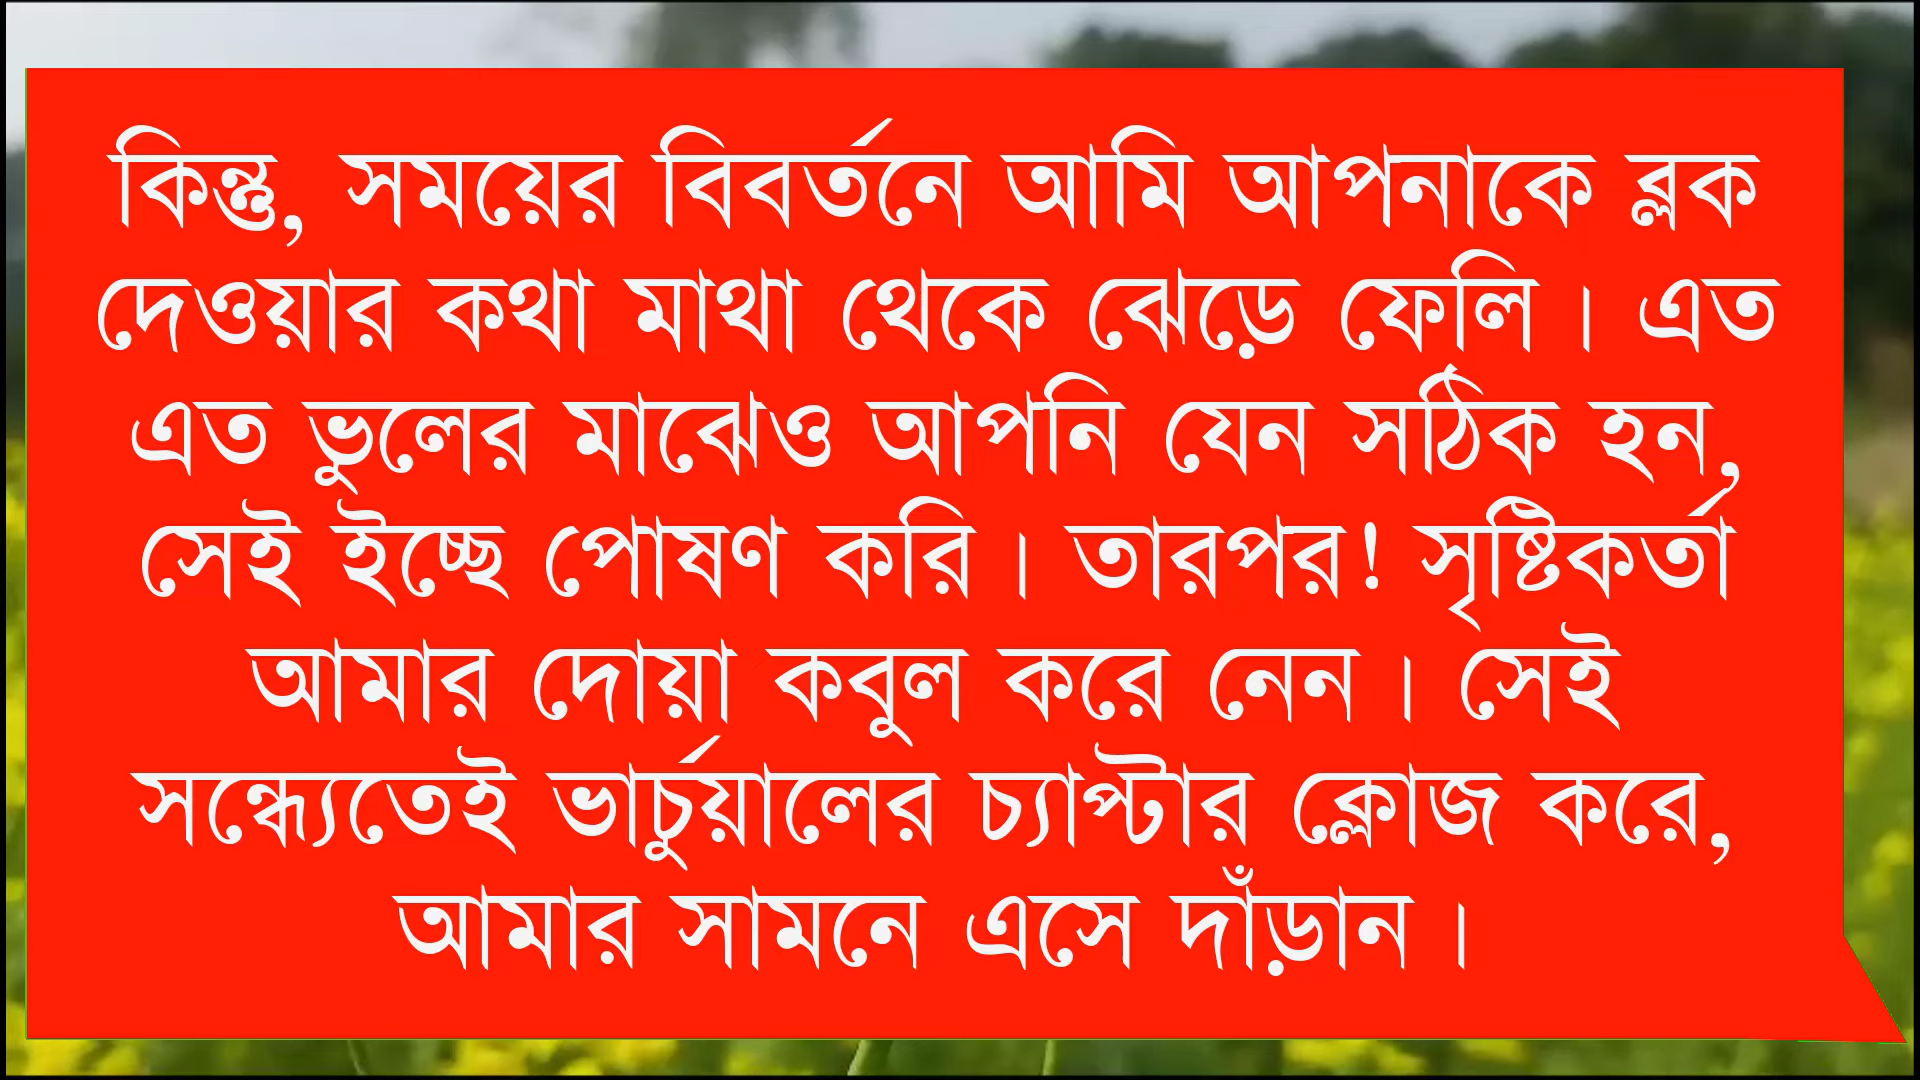 কিন্তু, সময়ের বিবর্তনে আমি আপনাকে ব্লক
দেওয়ার কথা মাথা থেকে ঝেড়ে ফেলি। এত
এত ভুলের মাঝেও আপনি যেন সঠিক হন,
সেই ইচ্ছে পোষণ করি। তারপর! সৃষ্টিকর্তা
আমার দোয়া কবুল করে নেন। সেই
সন্ধ্যেতেই ভার্চুয়ালের চ্যাপ্টার ক্লোজ করে,
আমার সামনে এসে দাঁড়ান।